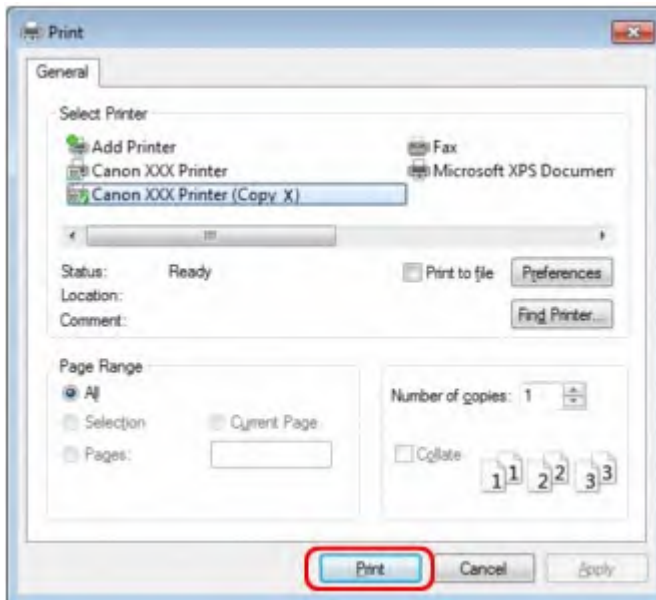 Print
General
Select Printer
Add Printer
Fax
Canon XXX Printer
Microsoft XPS Documen
Canon XXX Printer (Copy X)
Status: Ready
Print to file
Preferences
Location:
Comment:
Find Printer...
Page Range
All
Number of copies: 1
Selection
Current Page
Pages:
Collate
1 1 2 2 3 3
Print
Cancel
Apply